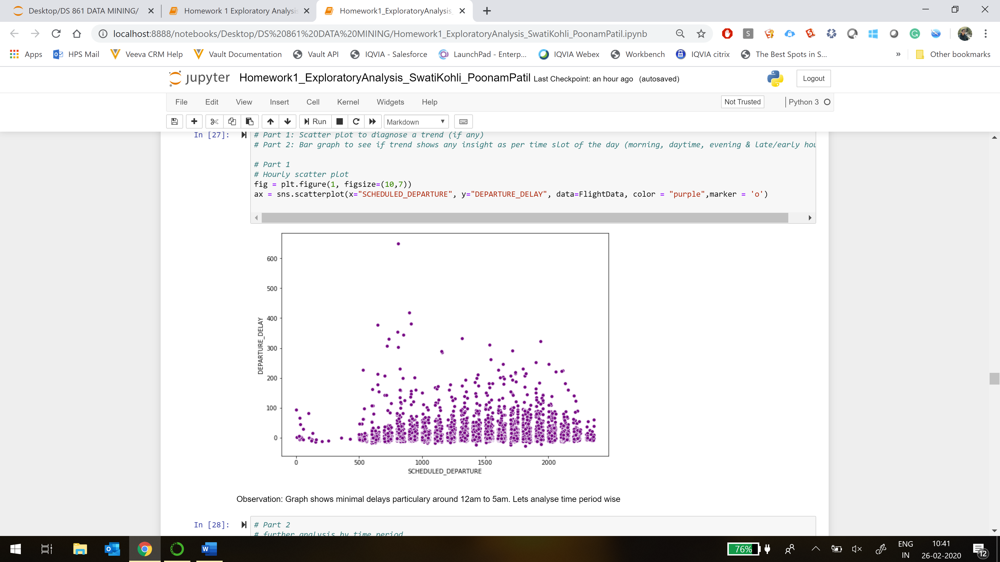 Desktop/DS 861 DATA MINING/
Homework 1 Exploratory Analysis
Homework1_ExploratoryAnalysis_
localhost:8888/notebooks/Desktop/DS%20861%20DATA%20MINING/Homework1_ExploratoryAnalysis_SwatiKohli_PoonamPatil.ipynb
S
G
Apps
HPS Mail
Veeva CRM Help
Vault Documentation
Vault API
IQVIA - Salesforce
LaunchPad - Enterp...
IQVIA Webex
Workbench
IQVIA citrix
The Best Spots in S...
»
Other bookmarks
jupyter
Homework1_ExploratoryAnalysis_SwatiKohli_PoonamPatil Last Checkpoint: an hour ago (autosaved)
Logout
File
Edit
View
Insert
Cell
Kernel
Widgets
Help
Not Trusted
Python 3
Run
Markdown
In [27]:
# Part 1: Scatter plot to diagnose a trend (if any)
# Part 2: Bar graph to see if trend shows any insight as per time slot of the day (morning, daytime, evening & late/early hou
# Part 1
# Hourly scatter plot
fig = plt.figure(1, figsize=(10,7))
ax = sns.scatterplot(x="SCHEDULED_DEPARTURE", y="DEPARTURE_DELAY", data=FlightData, color = "purple",marker = 'o')
600
500
400
300
200
100
0
DEPARTURE_DELAY
0
500
1000
1500
2000
SCHEDULED_DEPARTURE
Observation: Graph shows minimal delays particulary around 12am to 5am. Lets analyse time period wise
In [28]:
# Part 2
# further analysis by time period
76%
ENG
IN
10:41
26-02-2020
12